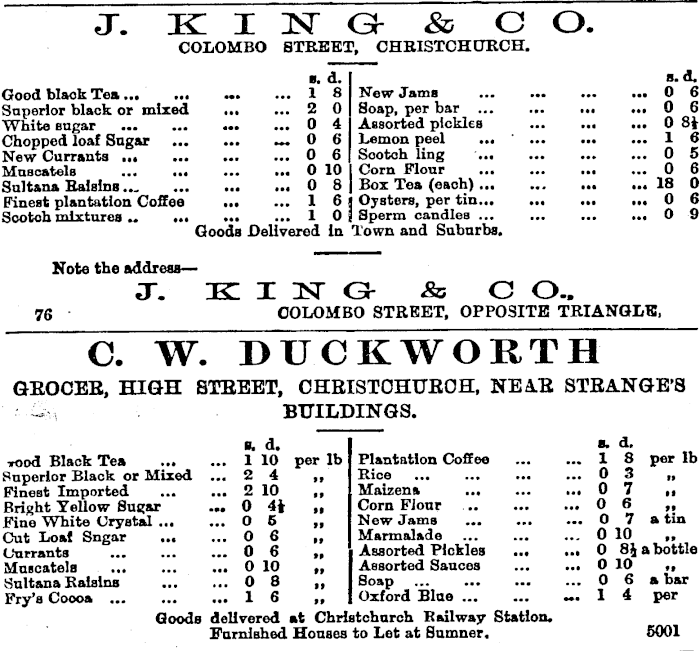 J. KING & CO.
COLOMBO STREET, CHRISTCHURCH.
s. d.
Good black Tea ... ... ... ... 1 8
Superior black or mixed ... ... 2 0
White sugar ... ... ... ... 0 4
Chopped loaf Sugar ... ... ... 0 6
New Currants ... ... ... ... 0 6
Muscatels ... ... ... ... 0 10
Sultana Raisins ... ... ... ... 0 8
Finest plantation Coffee ... ... 1 6
Scotch mixtures .. ... ... ... 1 0
s. d.
New Jams ... ... ... ... 0 6
Soap, per bar ... ... ... ... 0 6
Assorted pickles ... ... ... 0 8½
Lemon peel ... ... ... 1 6
Scotch ling ... ... ... ... 0 5
Corn Flour ... ... ... ... 0 6
Box Tea (each) ... ... ... ... 18 0
Oysters, per tin ... ... ... ... 0 6
Sperm candles ... ... ... ... 0 9
Goods Delivered in Town and Suburbs.
Note the address—
J. KING & CO.,
76 COLOMBO STREET, OPPOSITE TRIANGLE,
C. W. DUCKWORTH
GROCER, HIGH STREET, CHRISTCHURCH, NEAR STRANGE'S
BUILDINGS.
s. d.
Good Black Tea ... ... 1 10 per lb
Superior Black or Mixed ... 2 4 „
Finest Imported ... ... 2 10 „
Bright Yellow Sugar ... 0 4½ „
Fine White Crystal ... ... 0 5 „
Cut Loaf Sugar ... ... 0 6 „
Currants ... ... ... 0 6 „
Muscatels ... ... ... 0 10 „
Sultana Raisins ... ... 0 8 „
Fry's Cocoa ... ... ... 1 6 „
s. d.
Plantation Coffee ... ... 1 8 per lb
Rice ... ... ... ... 0 3 „
Maizena ... ... ... 0 7 „
Corn Flour .. ... ... 0 6 „
New Jams ... ... ... 0 7 a tin
Marmalade ... ... ... 0 10 „
Assorted Pickles ... ... 0 8½ a bottle
Assorted Sauces ... ... 0 10 „
Soap ... ... ... ... 0 6 a bar
Oxford Blue ... ... ... 1 4 per
Goods delivered at Christchurch Railway Station.
Furnished Houses to Let at Sumner. 5001